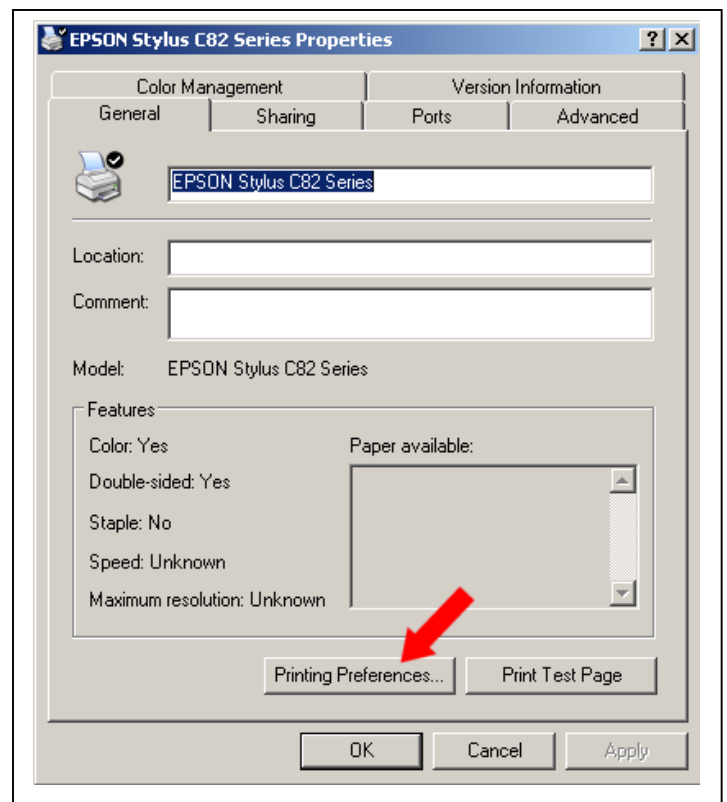 EPSON Stylus C82 Series Properties
Color Management Version Information
General Sharing Ports Advanced
EPSON Stylus C82 Series
Location:
Comment:
Model: EPSON Stylus C82 Series
Features
Color: Yes Paper available:
Double-sided: Yes
Staple: No
Speed: Unknown
Maximum resolution: Unknown
Printing Preferences... Print Test Page
OK Cancel Apply